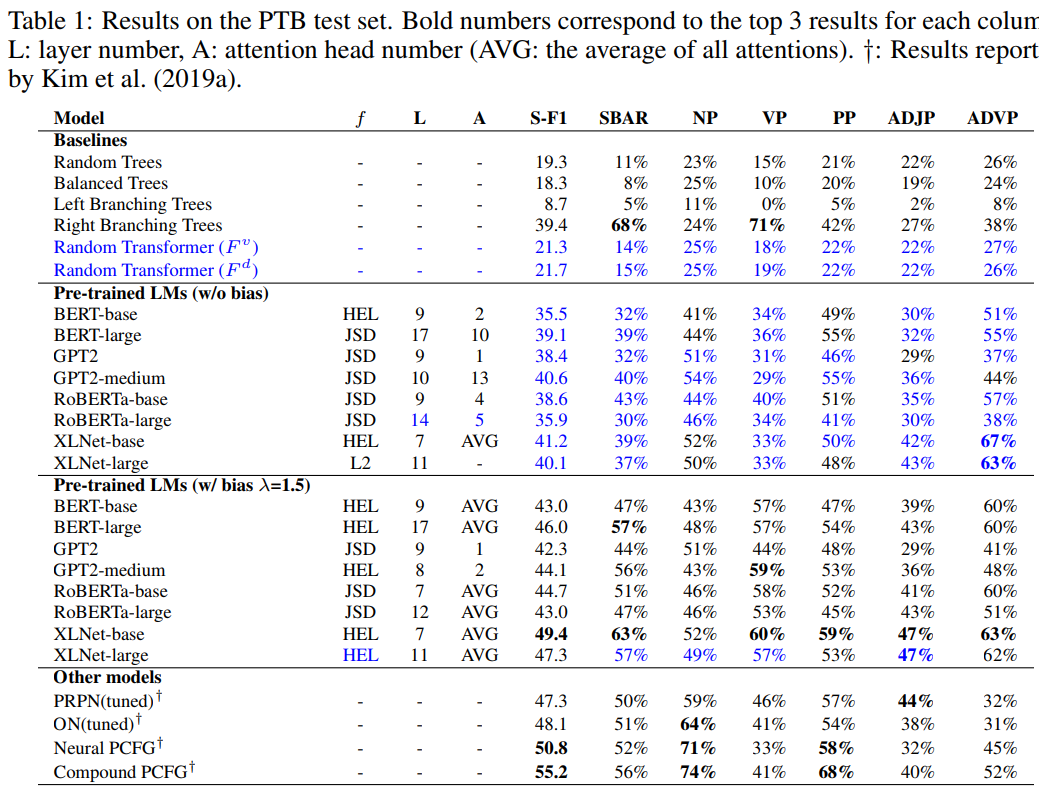 Table 1: Results on the PTB test set. Bold numbers correspond to the top 3 results for each
L: layer number, A: attention head number (AVG: the average of all attentions). †: Results
by Kim et al. (2019a).
Model f L A S-F1 SBAR NP VP PP ADJP ADVP
Baselines
Random Trees - - - 19.3 11% 23% 15% 21% 22% 26%
Balanced Trees - - - 18.3 8% 25% 10% 20% 19% 24%
Left Branching Trees - - - 8.7 5% 11% 0% 5% 2% 8%
Right Branching Trees - - - 39.4 68% 24% 71% 42% 27% 38%
Random Transformer (F^v) - - - 21.3 14% 25% 18% 22% 22% 27%
Random Transformer (F^d) - - - 21.7 15% 25% 19% 22% 22% 26%
Pre-trained LMs (w/o bias)
BERT-base HEL 9 2 35.5 32% 41% 34% 49% 30% 51%
BERT-large JSD 17 10 39.1 39% 44% 36% 55% 32% 55%
GPT2 JSD 9 1 38.4 32% 51% 31% 46% 29% 37%
GPT2-medium JSD 10 13 40.6 40% 54% 29% 55% 36% 44%
RoBERTa-base JSD 9 4 38.6 43% 44% 40% 51% 35% 57%
RoBERTa-large JSD 14 5 35.9 30% 46% 34% 41% 30% 38%
XLNet-base HEL 7 AVG 41.2 39% 52% 33% 50% 42% 67%
XLNet-large L2 11 - 40.1 37% 50% 33% 48% 43% 63%
Pre-trained LMs (w/ bias λ=1.5)
BERT-base HEL 9 AVG 43.0 47% 43% 57% 47% 39% 60%
BERT-large HEL 17 AVG 46.0 57% 48% 57% 54% 43% 60%
GPT2 JSD 9 1 42.3 44% 51% 44% 48% 29% 41%
GPT2-medium HEL 8 2 44.1 56% 43% 59% 53% 36% 48%
RoBERTa-base JSD 7 AVG 44.7 51% 46% 58% 52% 41% 60%
RoBERTa-large JSD 12 AVG 43.0 47% 46% 53% 45% 43% 51%
XLNet-base HEL 7 AVG 49.4 63% 52% 60% 59% 47% 63%
XLNet-large HEL 11 AVG 47.3 57% 49% 57% 53% 47% 62%
Other models
PRPN(tuned)† - - - 47.3 50% 59% 46% 57% 44% 32%
ON(tuned)† - - - 48.1 51% 64% 41% 54% 38% 31%
Neural PCFG† - - - 50.8 52% 71% 33% 58% 32% 45%
Compound PCFG† - - - 55.2 56% 74% 41% 68% 40% 52%